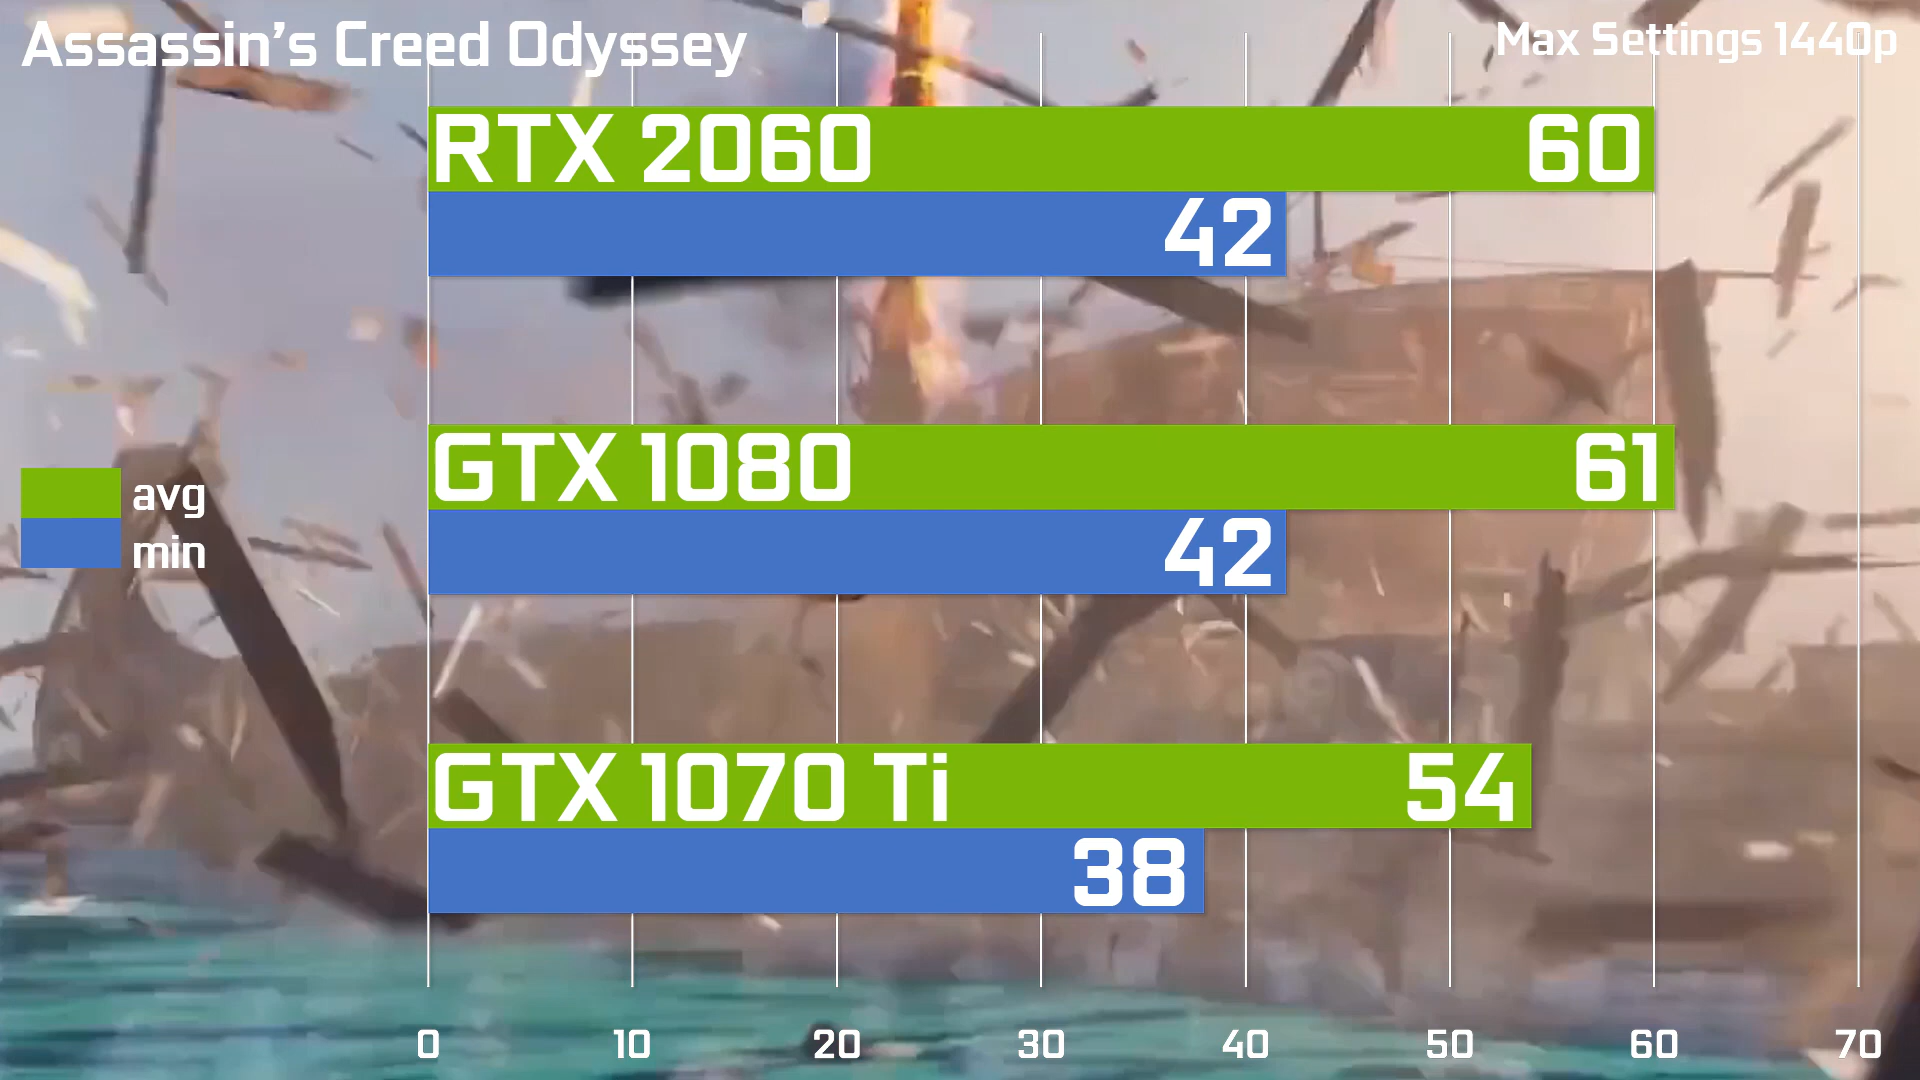 Assassin’s Creed Odyssey
Max Settings 1440p
RTX 2060 60
42
GTX 1080 61
42
avg
min
GTX 1070 Ti 54
38
0 10 20 30 40 50 60 70